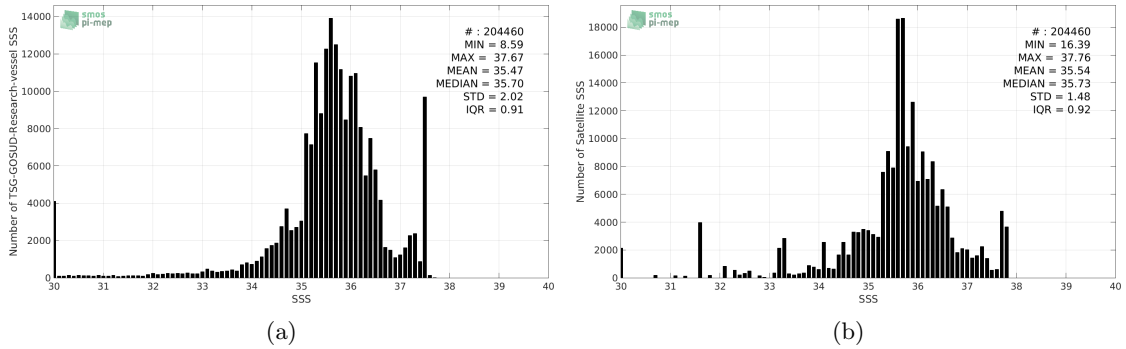 smos
pi-mep
# : 204460
MIN = 8.59
MAX = 37.67
MEAN = 35.47
MEDIAN = 35.70
STD = 2.02
IQR = 0.91
Number of TSG-GOSUD-Research-vessel SSS
14000
12000
10000
8000
6000
4000
2000
0
30 31 32 33 34 35 36 37 38 39 40
SSS
(a)
smos
pi-mep
# : 204460
MIN = 16.39
MAX = 37.76
MEAN = 35.54
MEDIAN = 35.73
STD = 1.48
IQR = 0.92
Number of Satellite SSS
18000
16000
14000
12000
10000
8000
6000
4000
2000
0
30 31 32 33 34 35 36 37 38 39 40
SSS
(b)